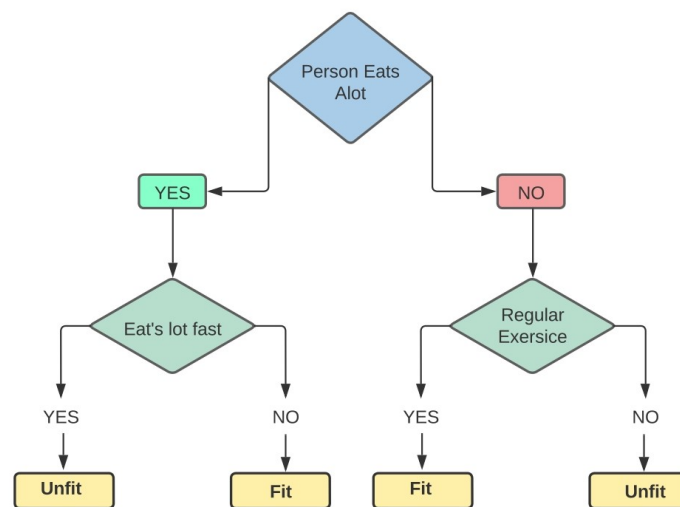 Person Eats
Alot
YES
NO
Eat's lot fast
Regular
Exersice
YES
NO
YES
NO
Unfit
Fit
Fit
Unfit